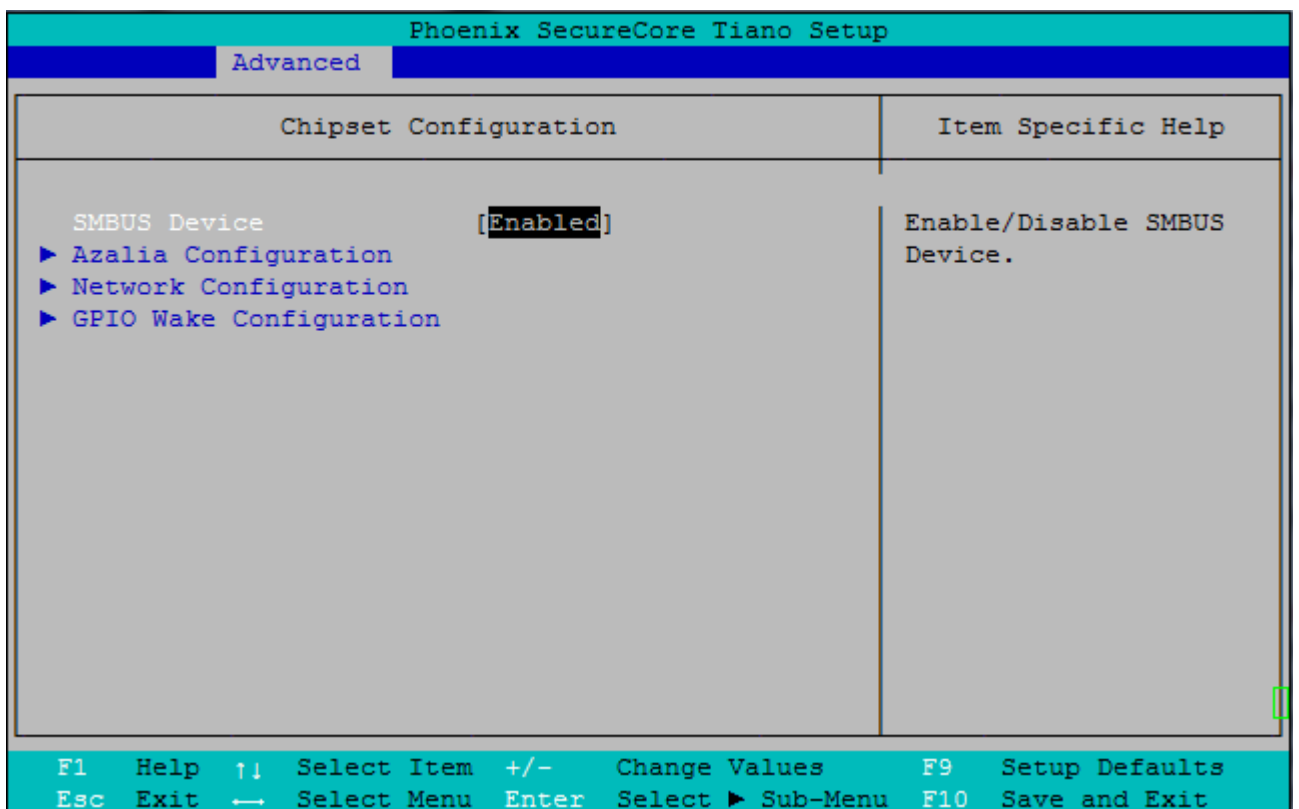 Phoenix SecureCore Tiano Setup
Advanced
Chipset Configuration
Item Specific Help
SMBUS Device [Enabled]
▶ Azalia Configuration
▶ Network Configuration
▶ GPIO Wake Configuration
Enable/Disable SMBUS
Device.
F1 Help ↑↓ Select Item +/- Change Values F9 Setup Defaults
Esc Exit ←→ Select Menu Enter Select ▶ Sub-Menu F10 Save and Exit